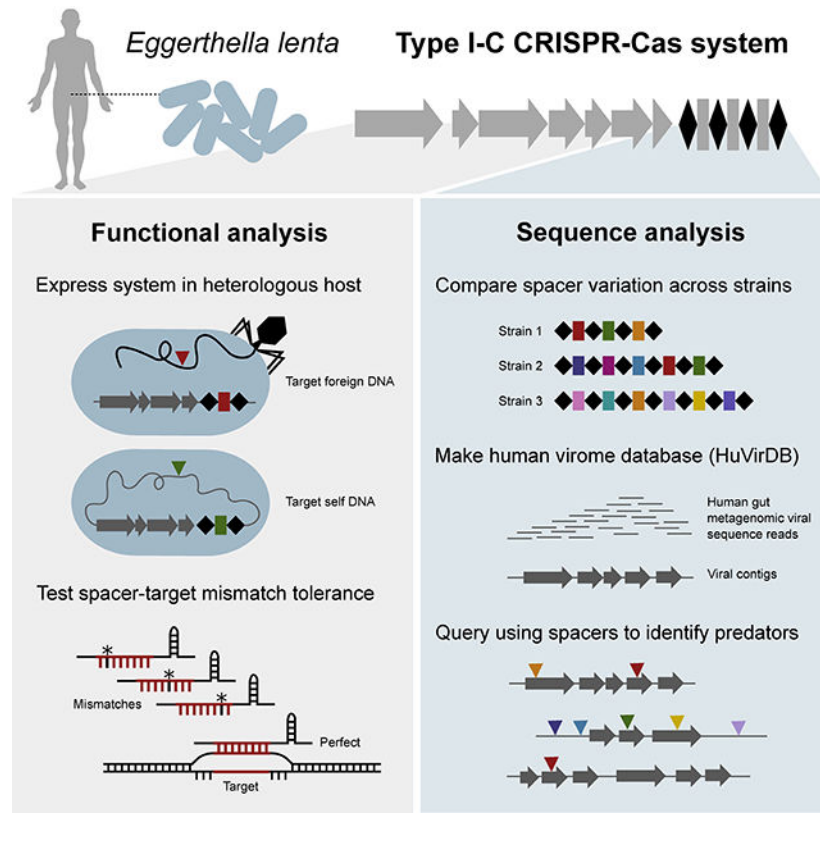 Eggerthella lenta
Type I-C CRISPR-Cas system
Functional analysis
Express system in heterologous host
Target foreign DNA
Target self DNA
Test spacer-target mismatch tolerance
*
*
*
Mismatches
Perfect
Target
Sequence analysis
Compare spacer variation across strains
Strain 1
Strain 2
Strain 3
Make human virome database (HuVirDB)
Human gut
metagenomic viral
sequence reads
Viral contigs
Query using spacers to identify predators